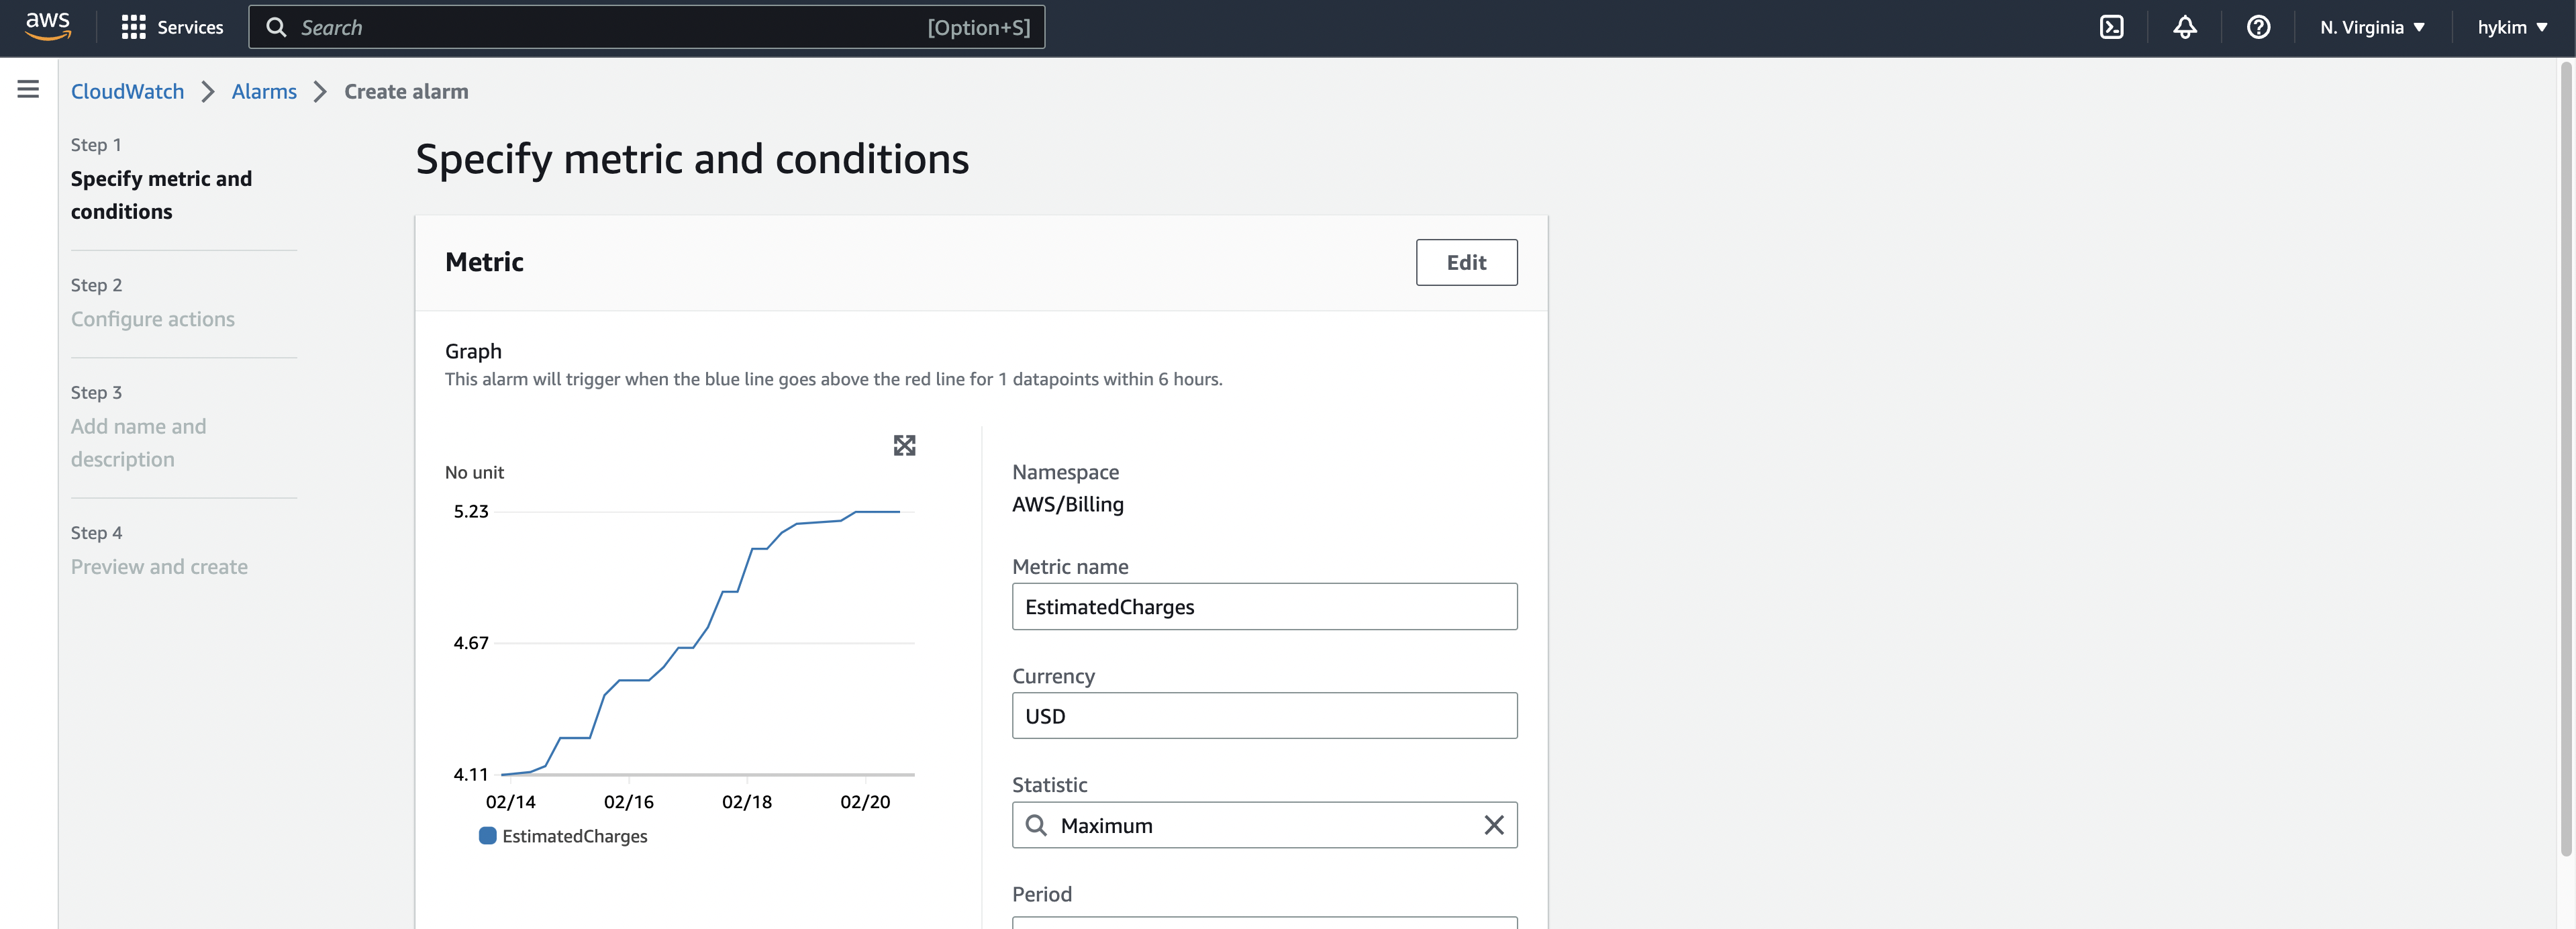 aws
Services
Search
[Option+S]
N. Virginia
hykim
CloudWatch
Alarms
Create alarm
Step 1
Specify metric and
conditions
Step 2
Configure actions
Step 3
Add name and
description
Step 4
Preview and create
Specify metric and conditions
Metric
Edit
Graph
This alarm will trigger when the blue line goes above the red line for 1 datapoints within 6 hours.
No unit
5.23
4.67
4.11
02/14
02/16
02/18
02/20
EstimatedCharges
Namespace
AWS/Billing
Metric name
EstimatedCharges
Currency
USD
Statistic
Maximum
Period